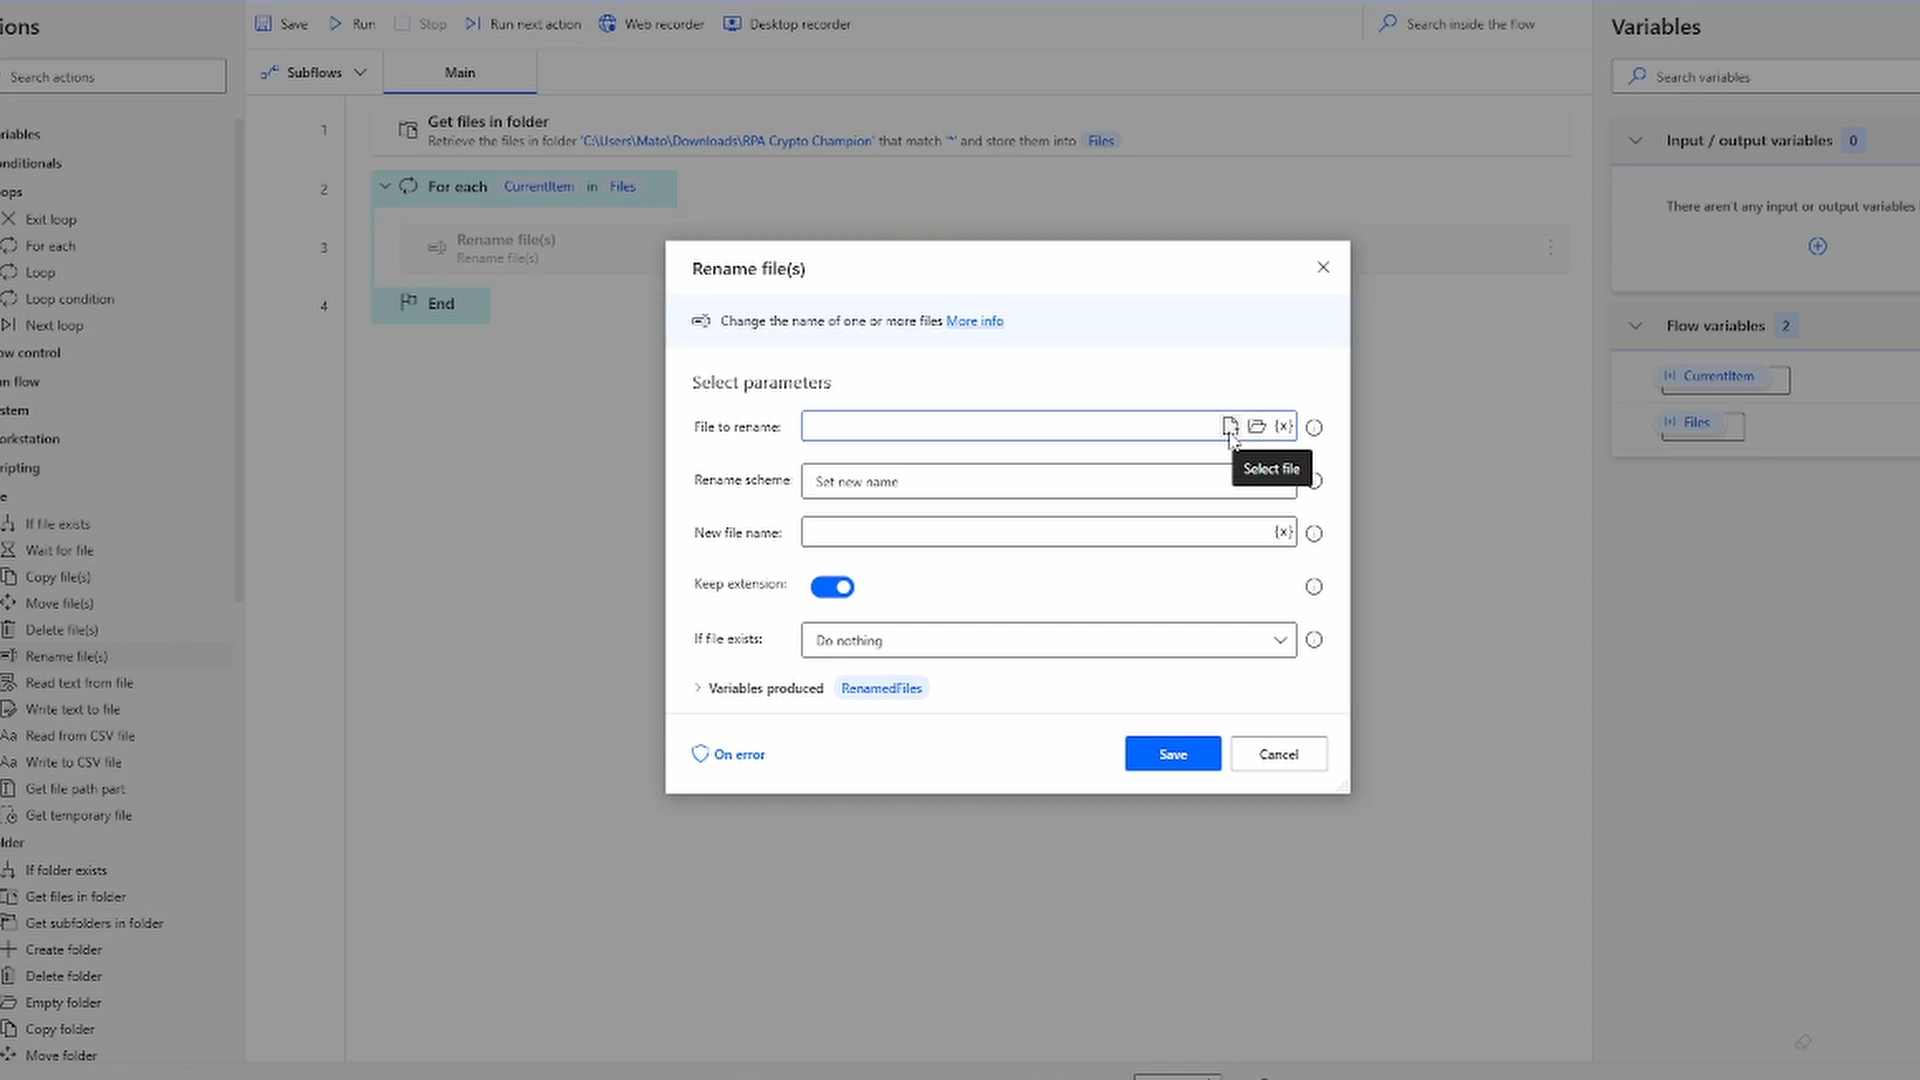 ions
Search actions
riables
onditionals
ops
Exit loop
For each
Loop
Loop condition
Next loop
ow control
n flow
stem
orkstation
ripting
e
If file exists
Wait for file
Copy file(s)
Move file(s)
Delete file(s)
Rename file(s)
Read text from file
Write text to file
Aa Read from CSV file
Aa Write to CSV file
Get file path part
Get temporary file
lder
If folder exists
Get files in folder
Get subfolders in folder
Create folder
Delete folder
Empty folder
Copy folder
Move folder
Save Run Stop Run next action Web recorder Desktop recorder Search inside the flow
Subflows Main
1 Get files in folder
Retrieve the files in folder 'C:\Users\Mato\Downloads\RPA Crypto Champion' that match '*' and store them into Files
2 For each CurrentItem in Files
3 Rename file(s)
Rename file(s)
4 End
Rename file(s)
Change the name of one or more files More info
Select parameters
File to rename: {x}
Select file
Rename scheme: Set new name
New file name: {x}
Keep extension:
If file exists: Do nothing
Variables produced RenamedFiles
On error Save Cancel
Variables
Search variables
Input / output variables 0
There aren't any input or output variables
Flow variables 2
CurrentItem
Files